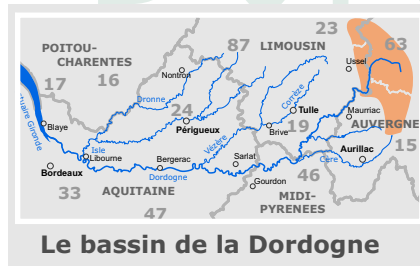 23
63
POITOU-
CHARENTES
87
LIMOUSIN
Ussel
17
16
Nontron
Dronne
Corrèze
24
Tulle
Mauriac
Estuaire Gironde
Blaye
Périgueux
19
AUVERGNE
Vézère
Brive
15
Isle
Libourne
Bergerac
Sarlat
Cère
Aurillac
Bordeaux
Dordogne
46
33
AQUITAINE
Gourdon
MIDI-
PYRENEES
47
Le bassin de la Dordogne